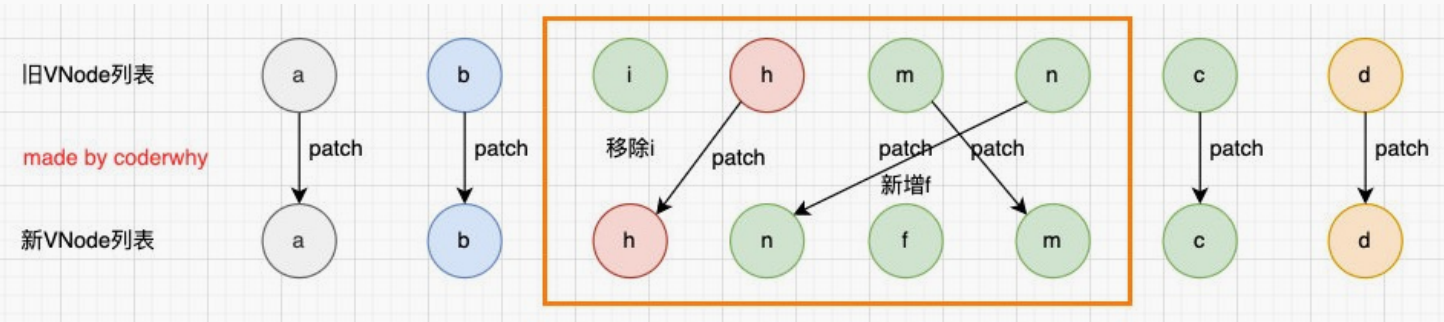 旧VNode列表
a
b
i
h
m
n
c
d
made by coderwhy
patch
patch
移除i
patch
patch
patch
新增f
patch
patch
新VNode列表
a
b
h
n
f
m
c
d